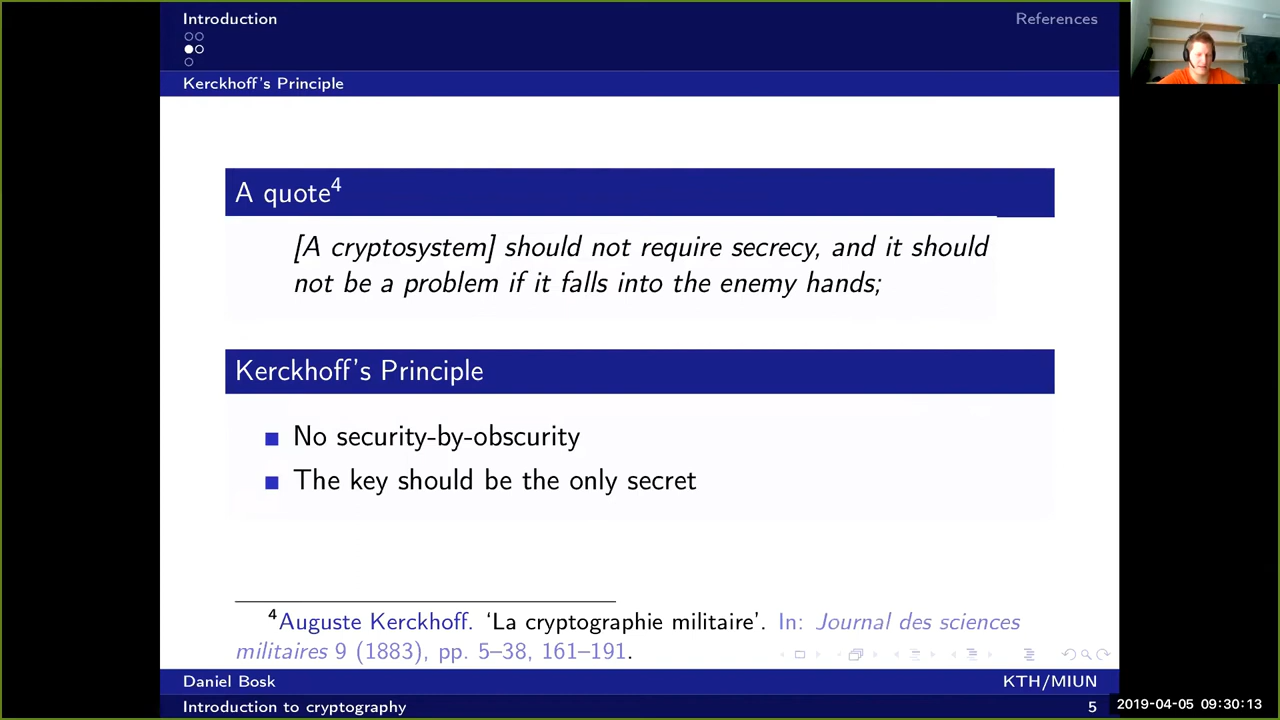 Introduction
References
Kerckhoff's Principle
A quote4
[A cryptosystem] should not require secrecy, and it should
not be a problem if it falls into the enemy hands;
Kerckhoff's Principle
No security-by-obscurity
The key should be the only secret
4Auguste Kerckhoff. ‘La cryptographie militaire’. In: Journal des sciences
militaires 9 (1883), pp. 5–38, 161–191.
Daniel Bosk
KTH/MIUN
Introduction to cryptography
5
2019-04-05 09:30:13